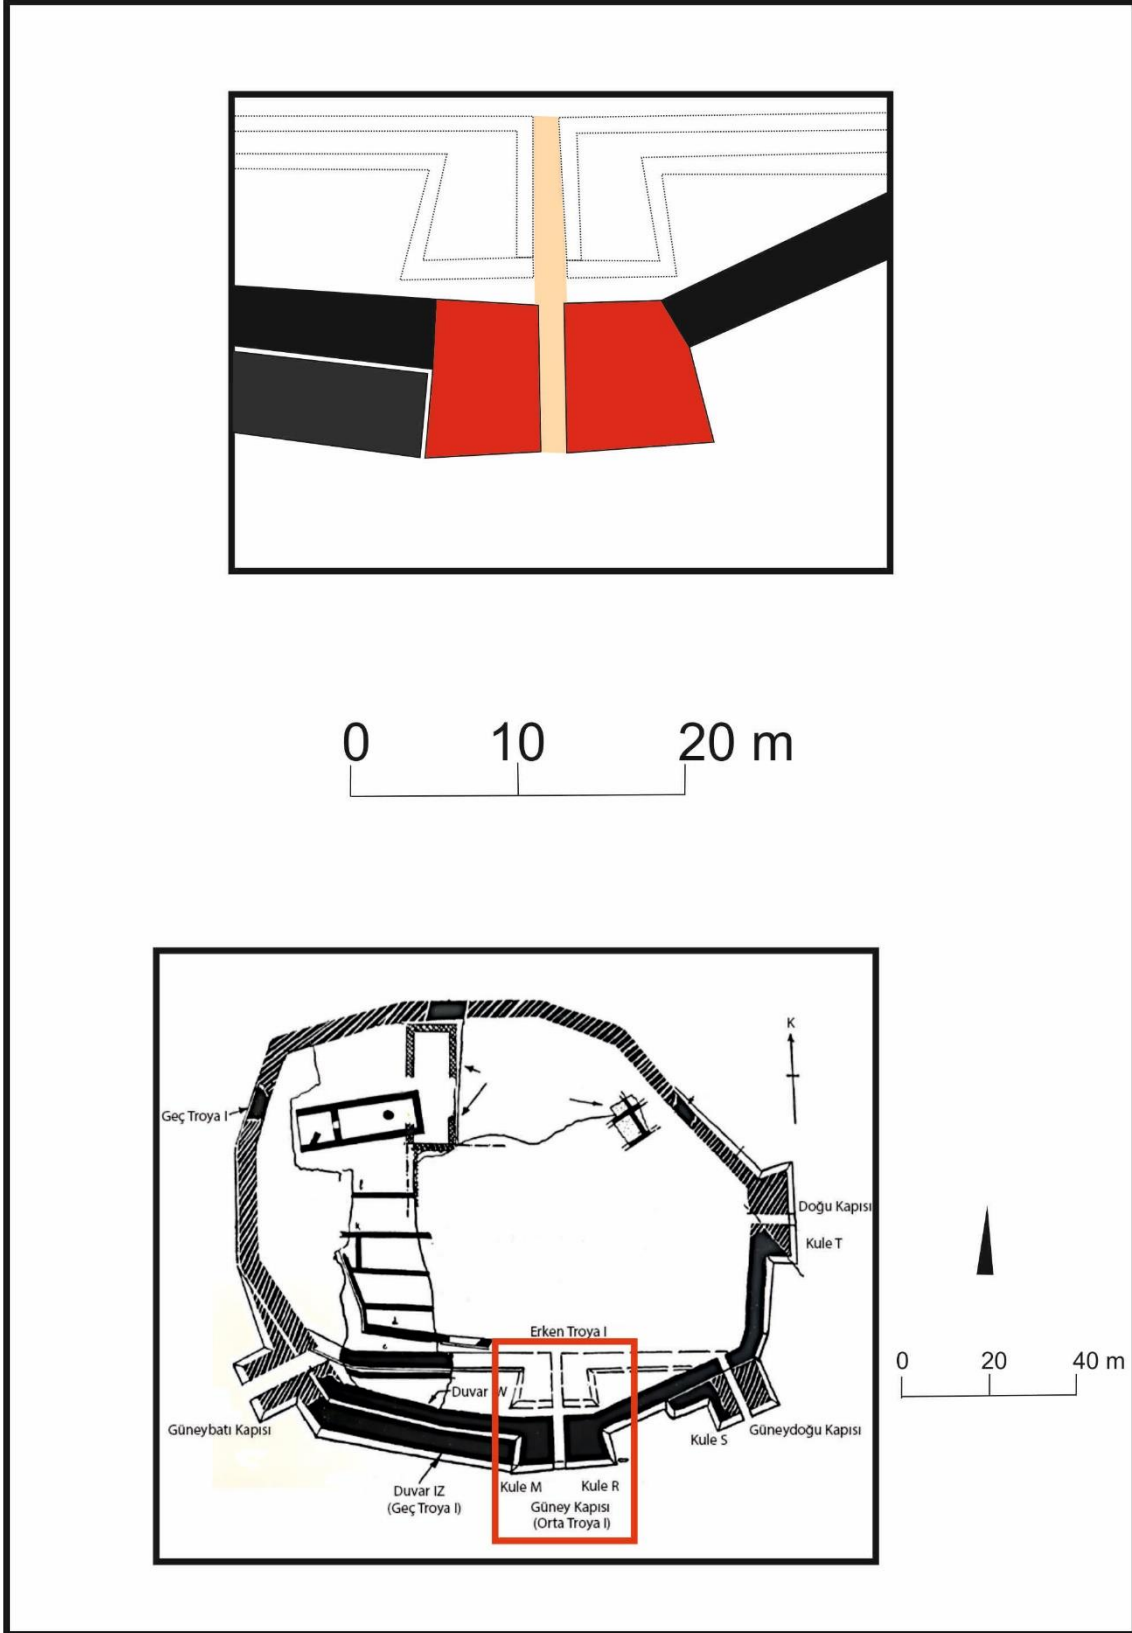 0 10 20 m
K
Geç Troya I
Doğu Kapısı
Kule T
Erken Troya I
0 20 40 m
f
k
d
c
Duvar W
Güneybatı Kapısı
Kule S
Güneydoğu Kapısı
Duvar IZ
(Geç Troya I)
Kule M
Kule R
Güney Kapısı
(Orta Troya I)